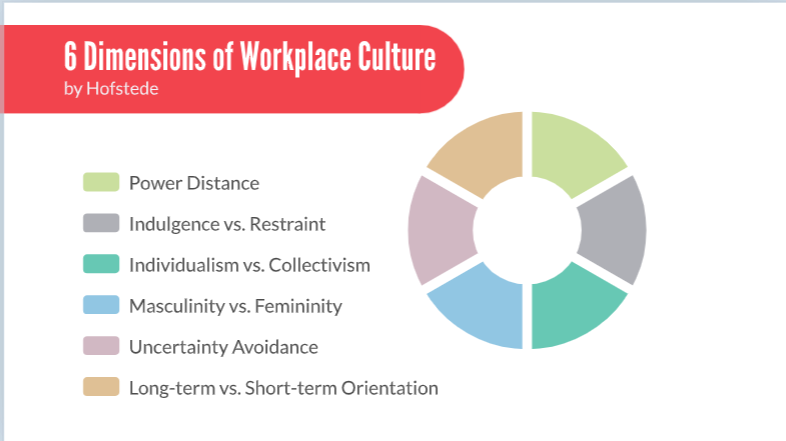 6 Dimensions of Workplace Culture
by Hofstede
Power Distance
Indulgence vs. Restraint
Individualism vs. Collectivism
Masculinity vs. Femininity
Uncertainty Avoidance
Long-term vs. Short-term Orientation